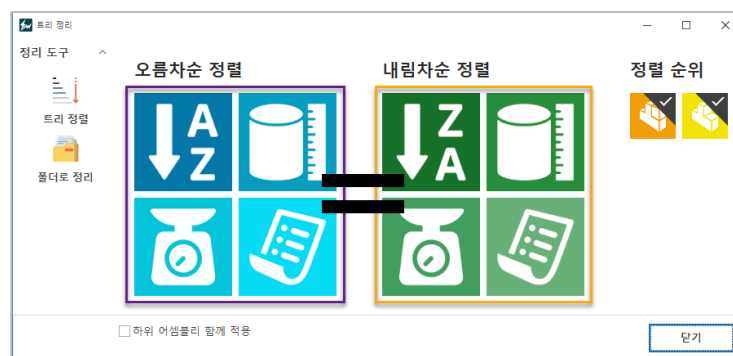 트리 정리
정리 도구
트리 정렬
폴더로 정리
오름차순 정렬
A
Z
내림차순 정렬
Z
A
정렬 순위
하위 어셈블리 함께 적용
닫기